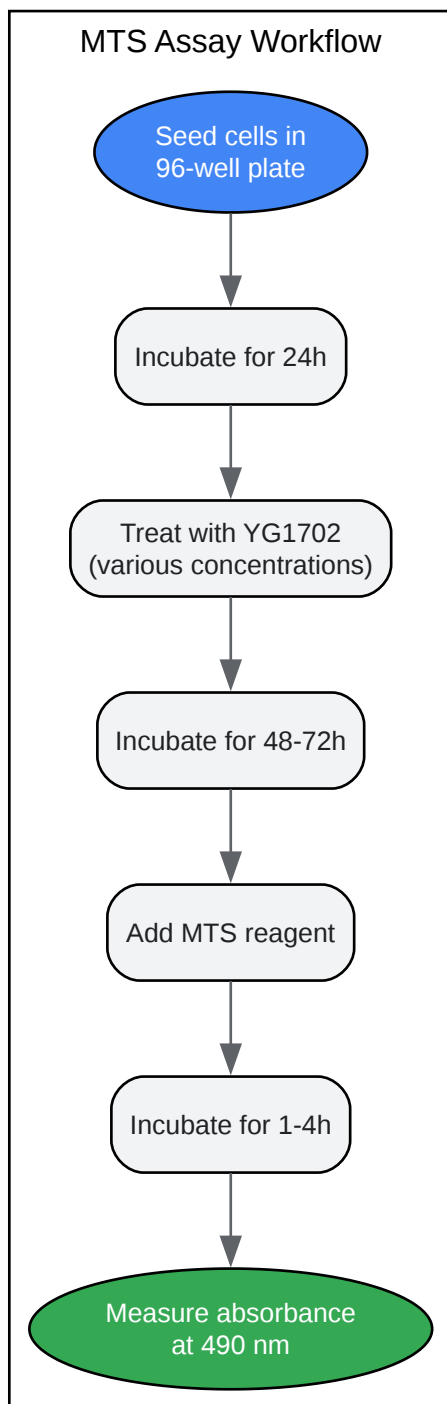 MTS Assay Workflow
Seed cells in
96-well plate
Incubate for 24h
Treat with YG1702
(various concentrations)
Incubate for 48-72h
Add MTS reagent
Incubate for 1-4h
Measure absorbance
at 490 nm